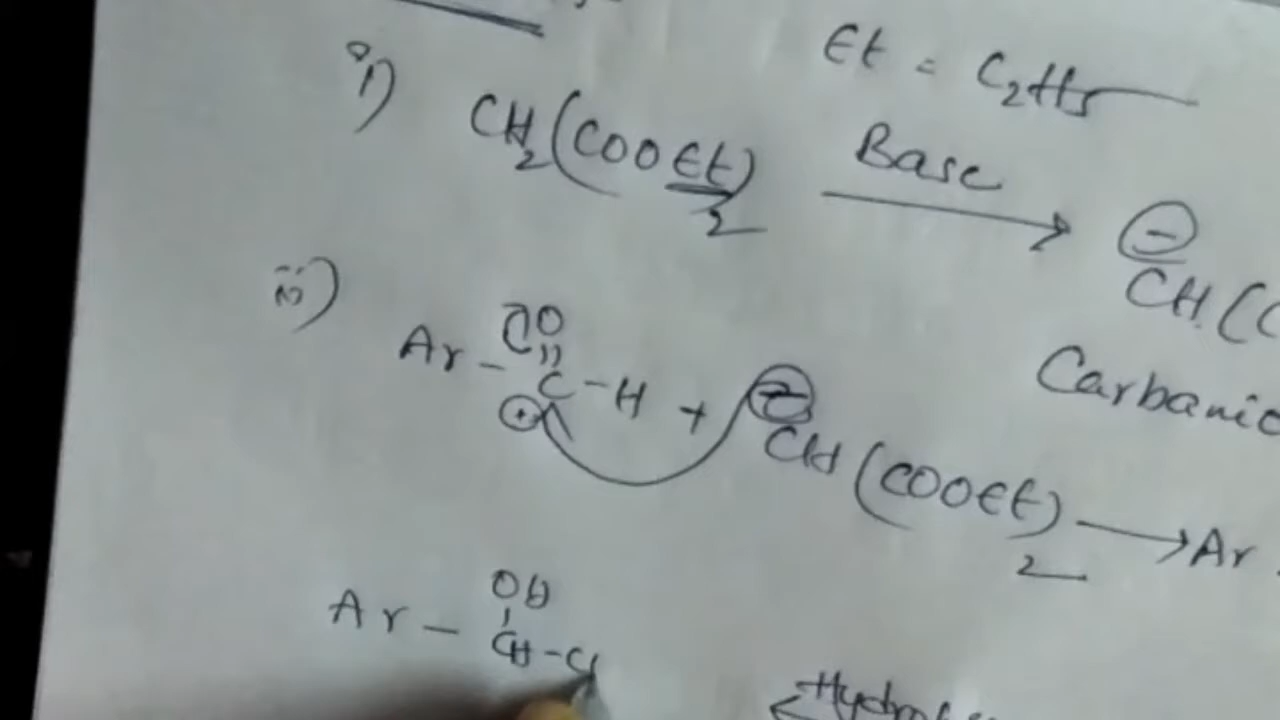 Et = C₂H₅
i) CH₂(COOEt)₂ Base → ⊖CH(C
Carbanio
ii) Ar - C - H + ⊖CH(COOEt)₂ → Ar
O
||
⊕
OH
Ar - CH - C